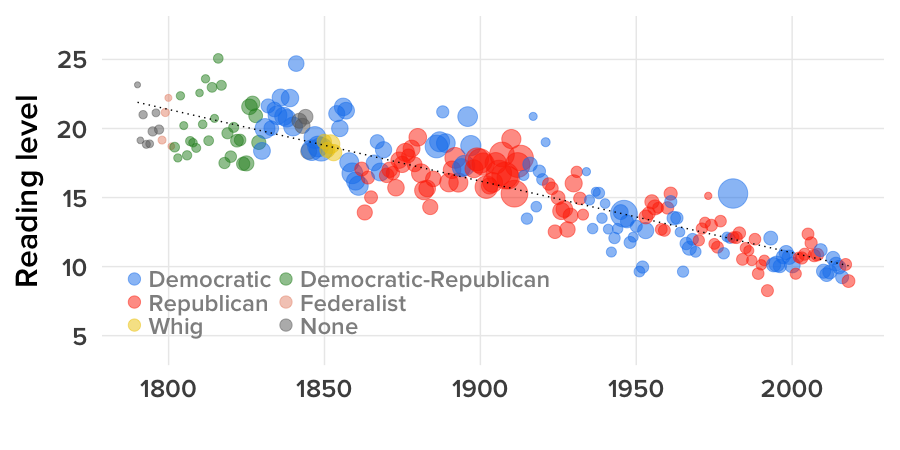 25
20
15
10
5
Reading level
Democratic
Democratic-Republican
Republican
Federalist
Whig
None
1800
1850
1900
1950
2000